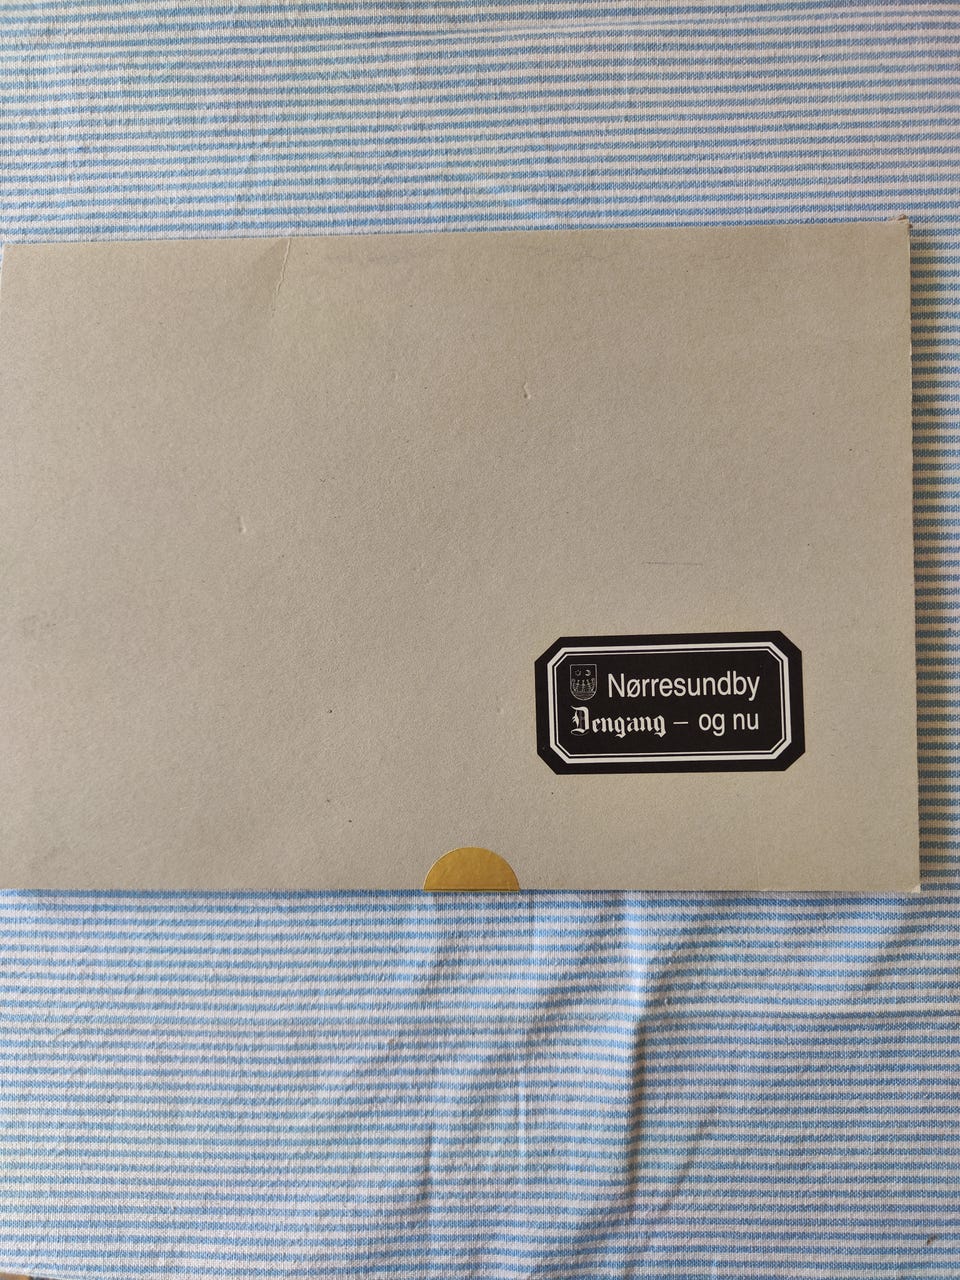 Nørresundby
Dengang – og nu